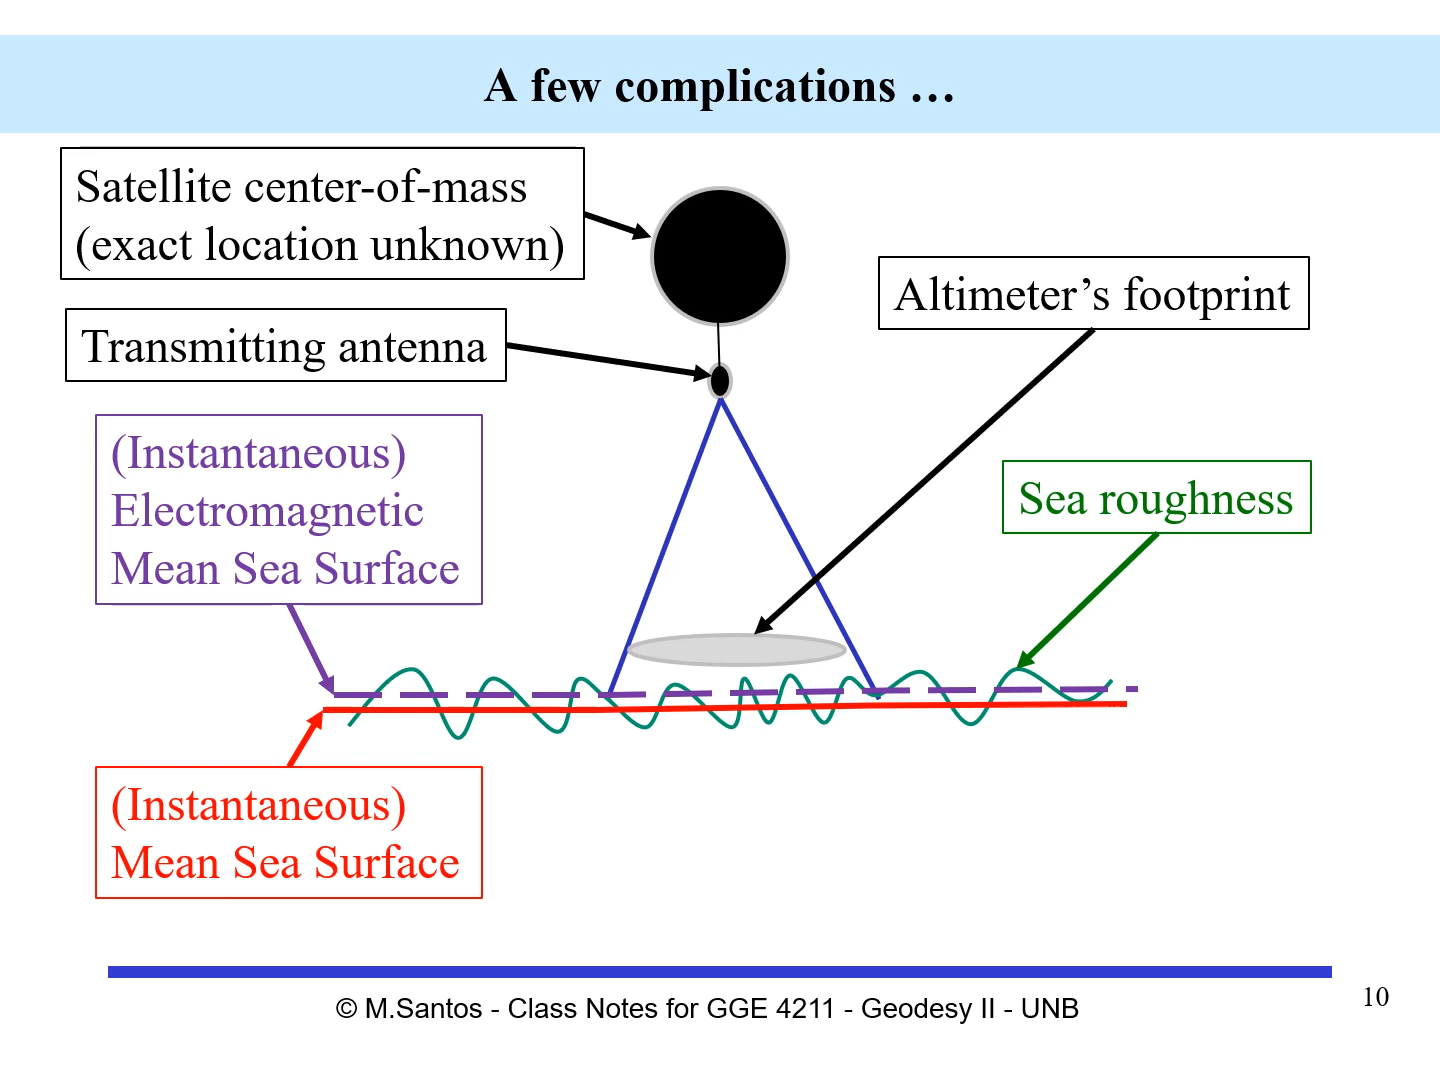 A few complications …
Satellite center-of-mass
(exact location unknown)
Altimeter’s footprint
Transmitting antenna
(Instantaneous)
Electromagnetic
Mean Sea Surface
Sea roughness
(Instantaneous)
Mean Sea Surface
© M.Santos - Class Notes for GGE 4211 - Geodesy II - UNB
10